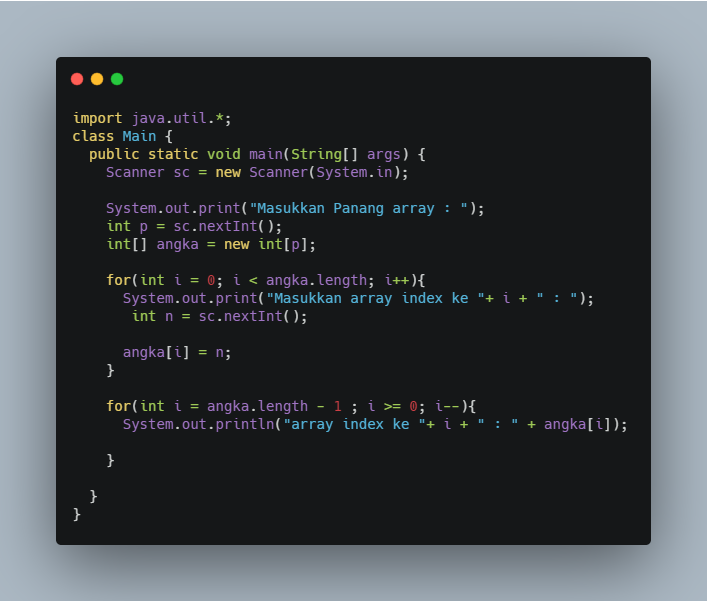 import java.util.*;
class Main {
  public static void main(String[] args) {
    Scanner sc = new Scanner(System.in);

    System.out.print("Masukkan Panang array : ");
    int p = sc.nextInt();
    int[] angka = new int[p];

    for(int i = 0; i < angka.length; i++){
      System.out.print("Masukkan array index ke "+ i + " : ");
       int n = sc.nextInt();

      angka[i] = n;
    }

    for(int i = angka.length - 1 ; i >= 0; i--){
      System.out.println("array index ke "+ i + " : " + angka[i]);

    }

  }
}